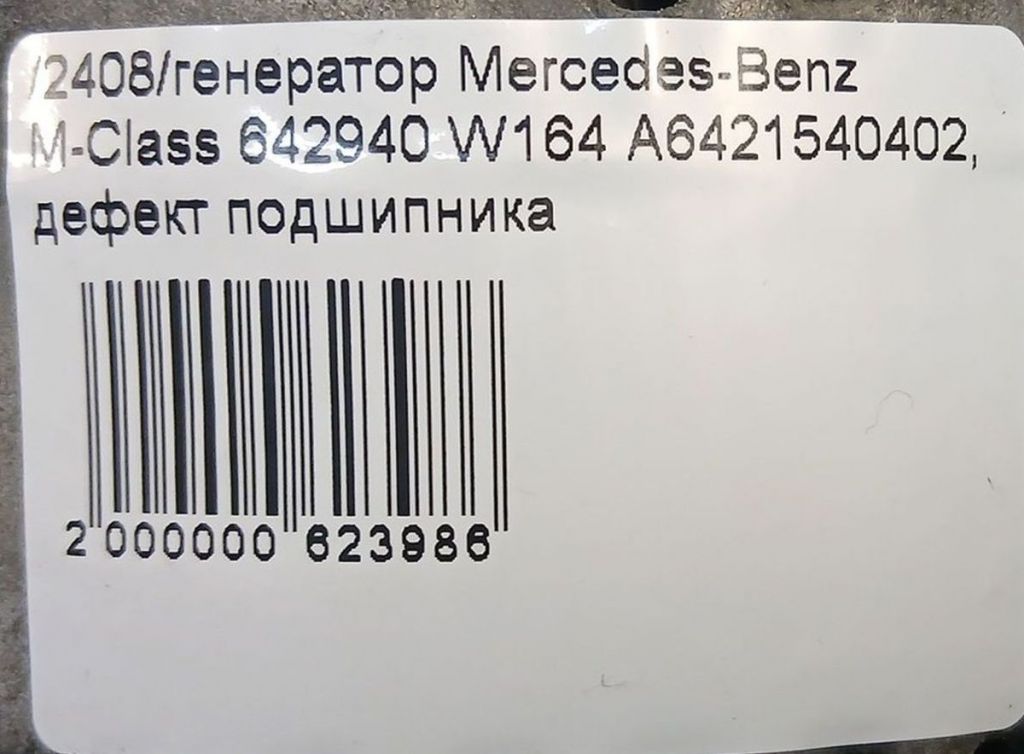 /2408/генератор Mercedes-Benz
M-Class 642940 W164 A6421540402,
дефект подшипника
2 000000 623986